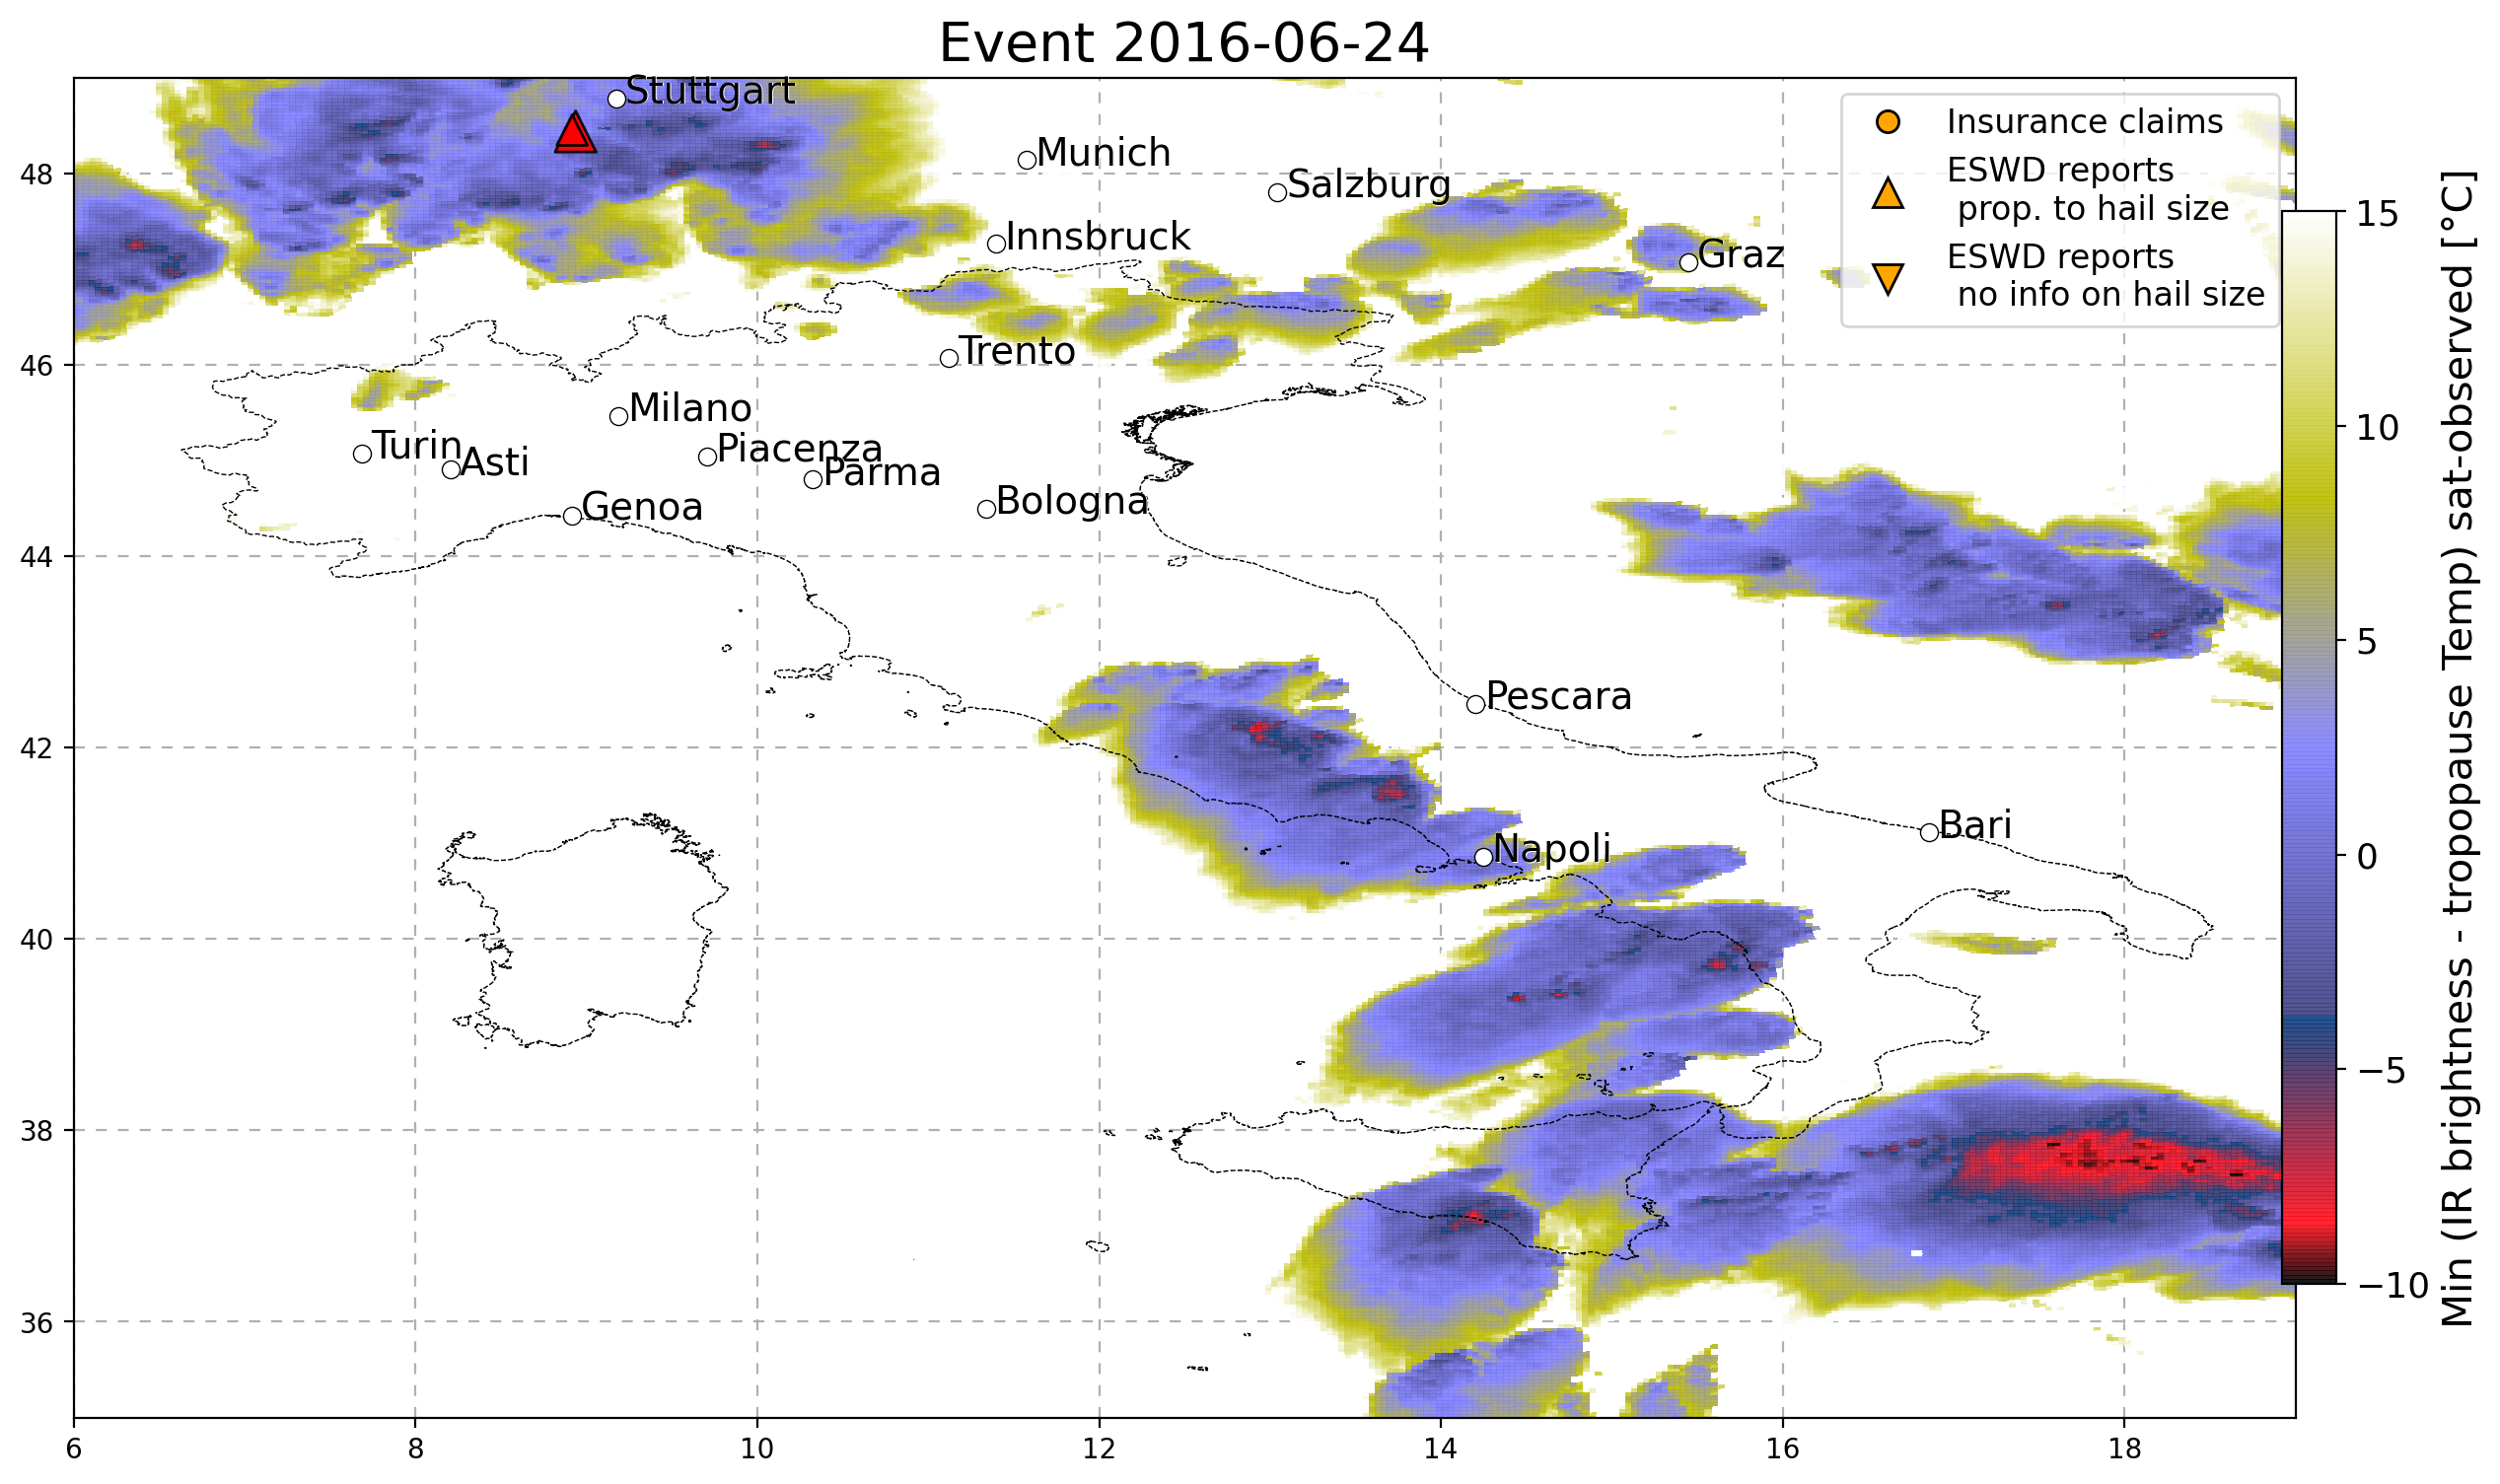 Event 2016-06-24
Stuttgart
Munich
Salzburg
Innsbruck
Graz
Trento
Milano
Turin
Asti
Piacenza
Parma
Genoa
Bologna
Pescara
Napoli
Bari
Insurance claims
ESWD reports
prop. to hail size
ESWD reports
no info on hail size
48
46
44
42
40
38
36
6
8
10
12
14
16
18
15
10
5
0
−5
−10
Min (IR brightness - tropopause Temp) sat-observed [°C]